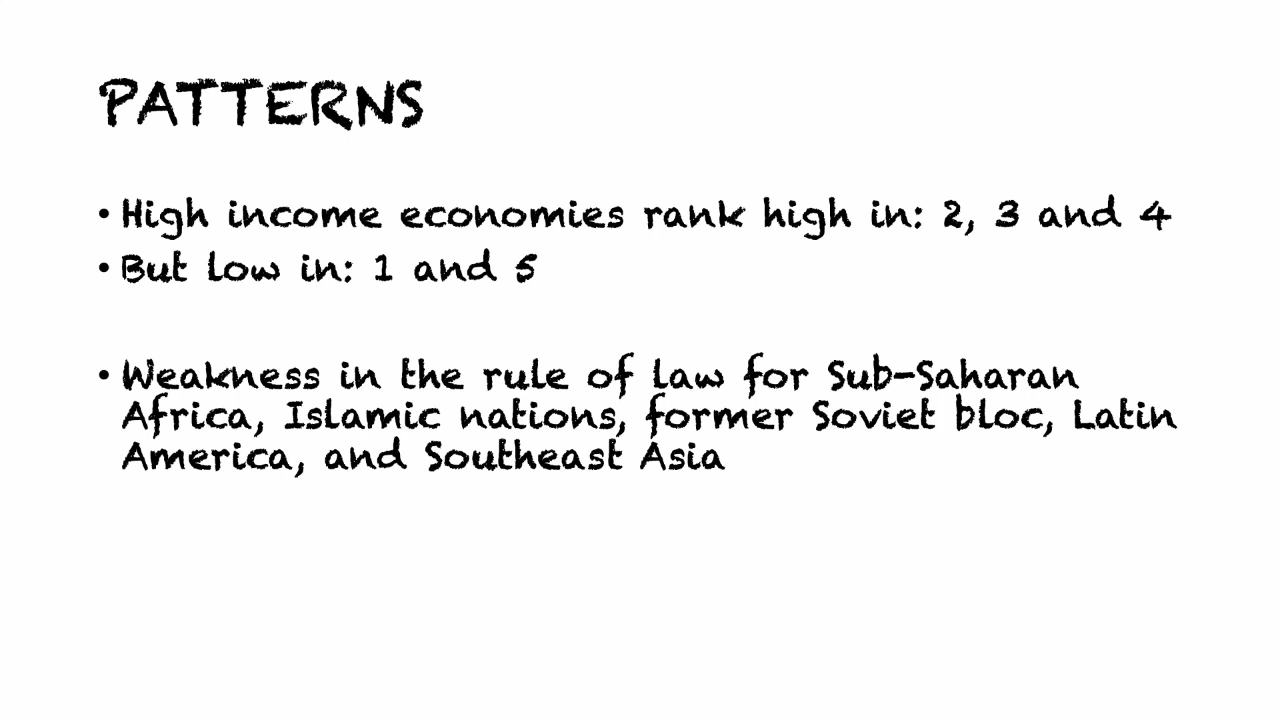 PATTERNS
• High income economies rank high in: 2, 3 and 4
• But low in: 1 and 5
• Weakness in the rule of law for Sub-Saharan
Africa, Islamic nations, former Soviet bloc, Latin
America, and Southeast Asia